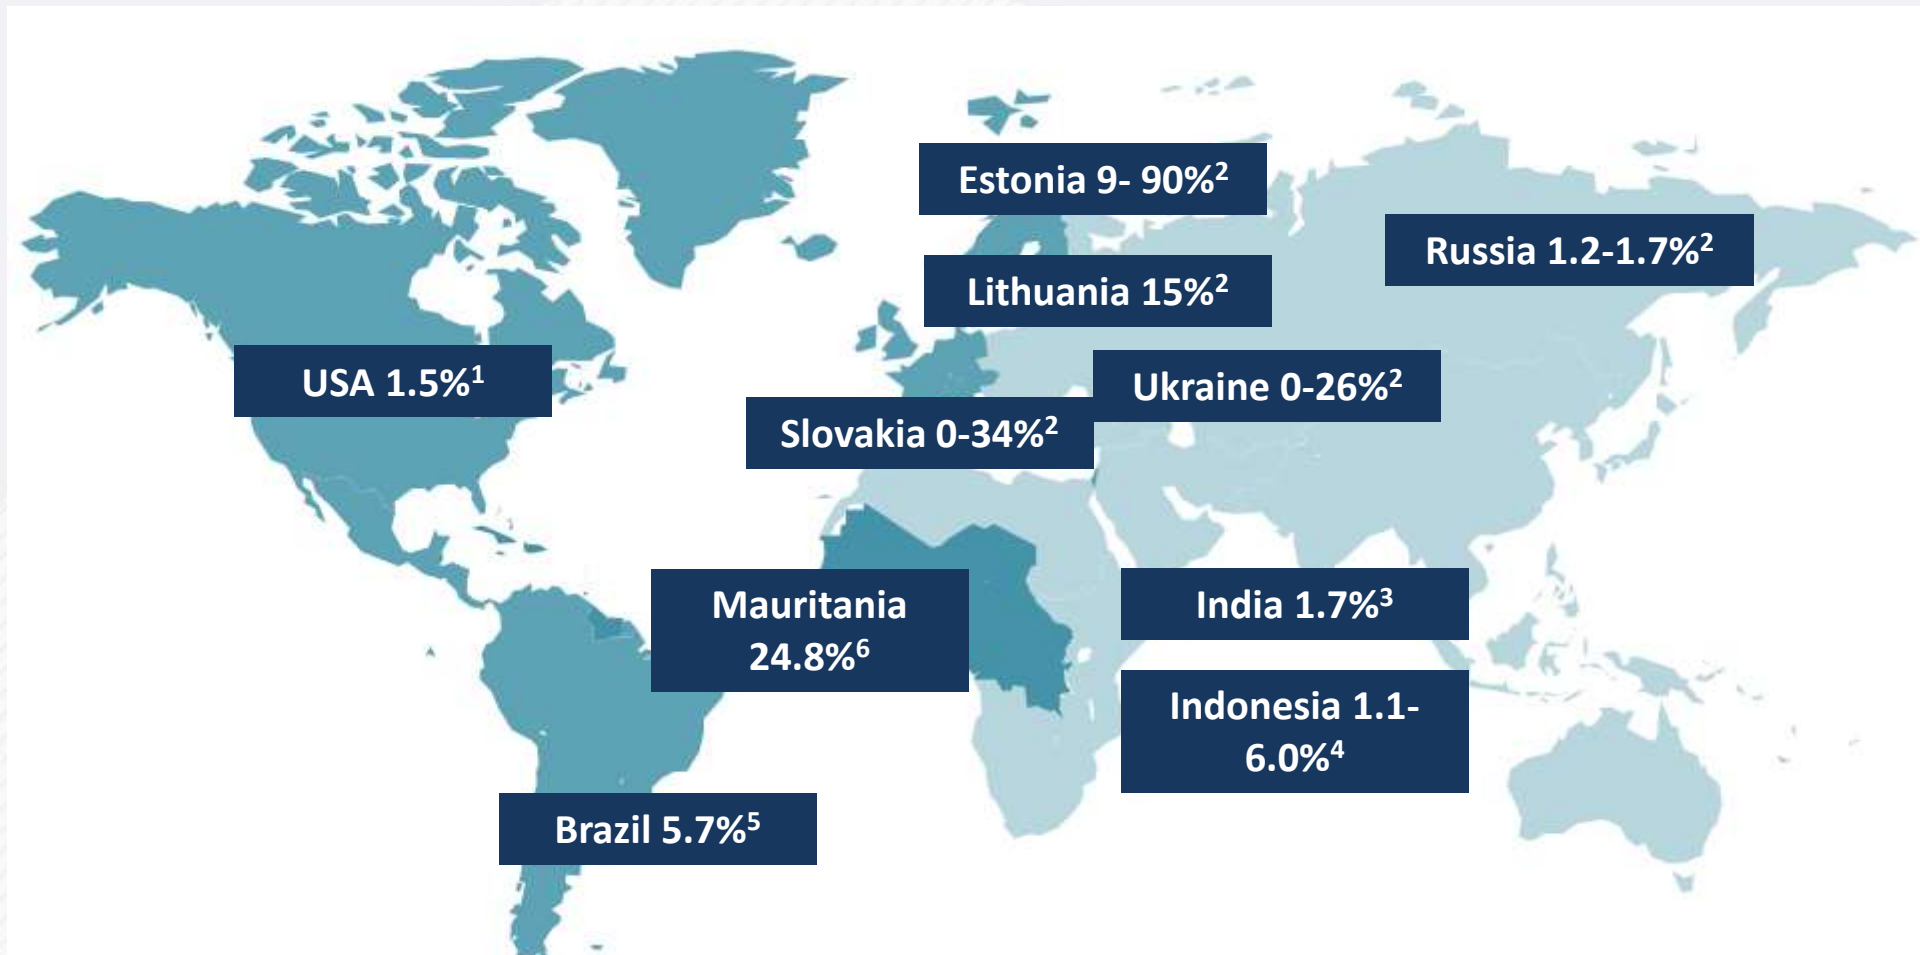 Estonia 9- 90%²
Russia 1.2-1.7%²
Lithuania 15%²
USA 1.5%¹
Ukraine 0-26%²
Slovakia 0-34%²
Mauritania
24.8%⁶
India 1.7%³
Indonesia 1.1-
6.0%⁴
Brazil 5.7%⁵